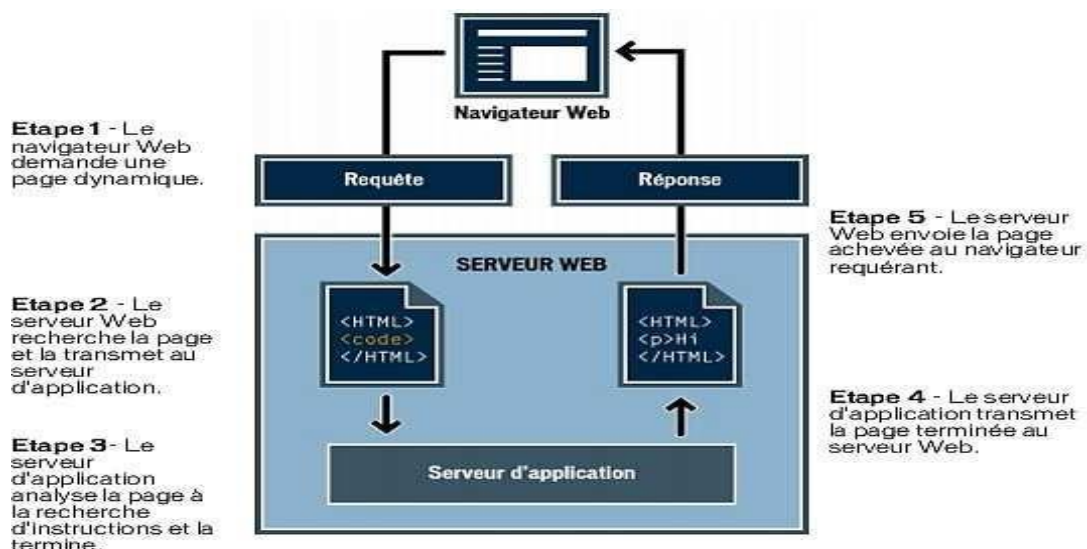 Navigateur Web
Etape 1 - Le
navigateur Web
demande une
page dynamique.
Requête
Réponse
Etape 5 - Le serveur
Web envoie la page
achevée au navigateur
requérant.
SERVEUR WEB
Etape 2 - Le
serveur Web
recherche la page
et la transmet au
serveur
d'application.
<HTML>
<code>
</HTML>
<HTML>
<p>Hi
</HTML>
Etape 4 - Le serveur
d'application transmet
la page terminée au
serveur Web.
Etape 3- Le
serveur
d'application
analyse la page à
la recherche
d'instructions et la
termine.
Serveur d'application